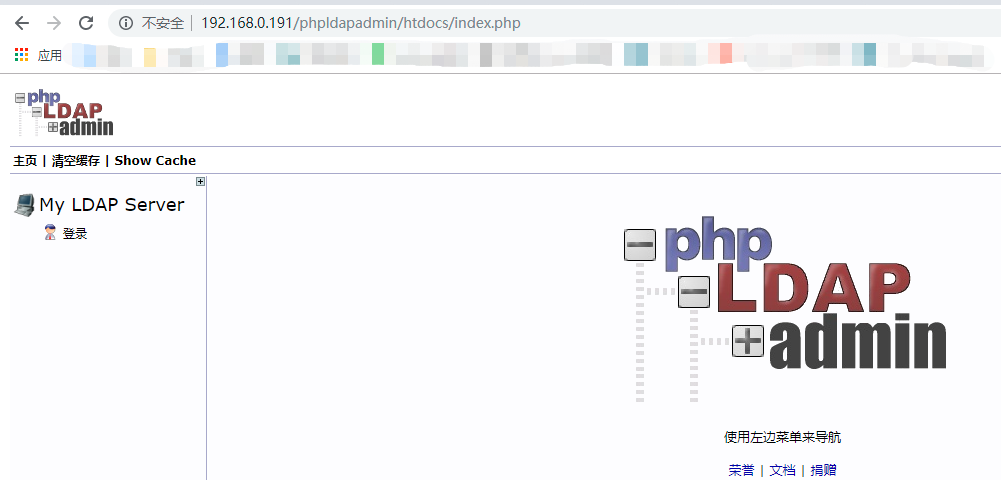 不安全 | 192.168.0.191/phpldapadmin/htdocs/index.php
应用
php
LDAP
admin
主页 | 清空缓存 | Show Cache
My LDAP Server
登录
php
LDAP
admin
使用左边菜单来导航
荣誉 | 文档 | 捐赠